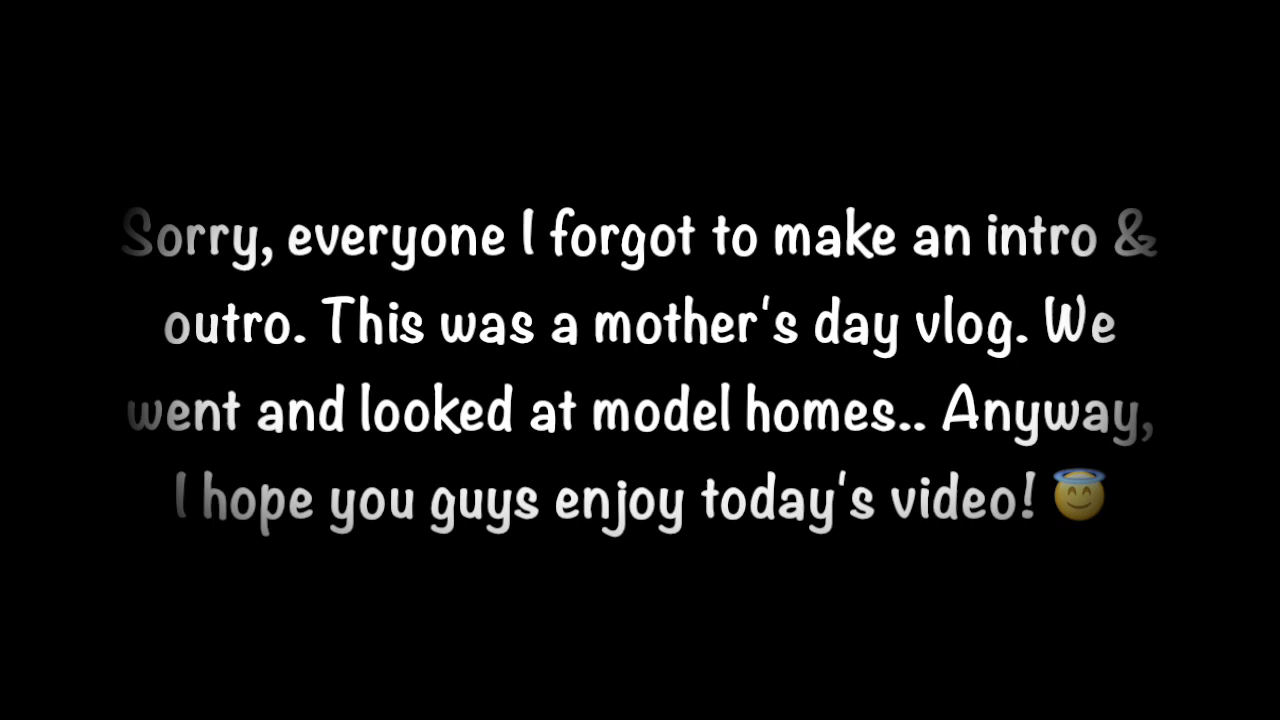 Sorry, everyone I forgot to make an intro &
outro. This was a mother's day vlog. We
went and looked at model homes.. Anyway,
I hope you guys enjoy today's video! 😇